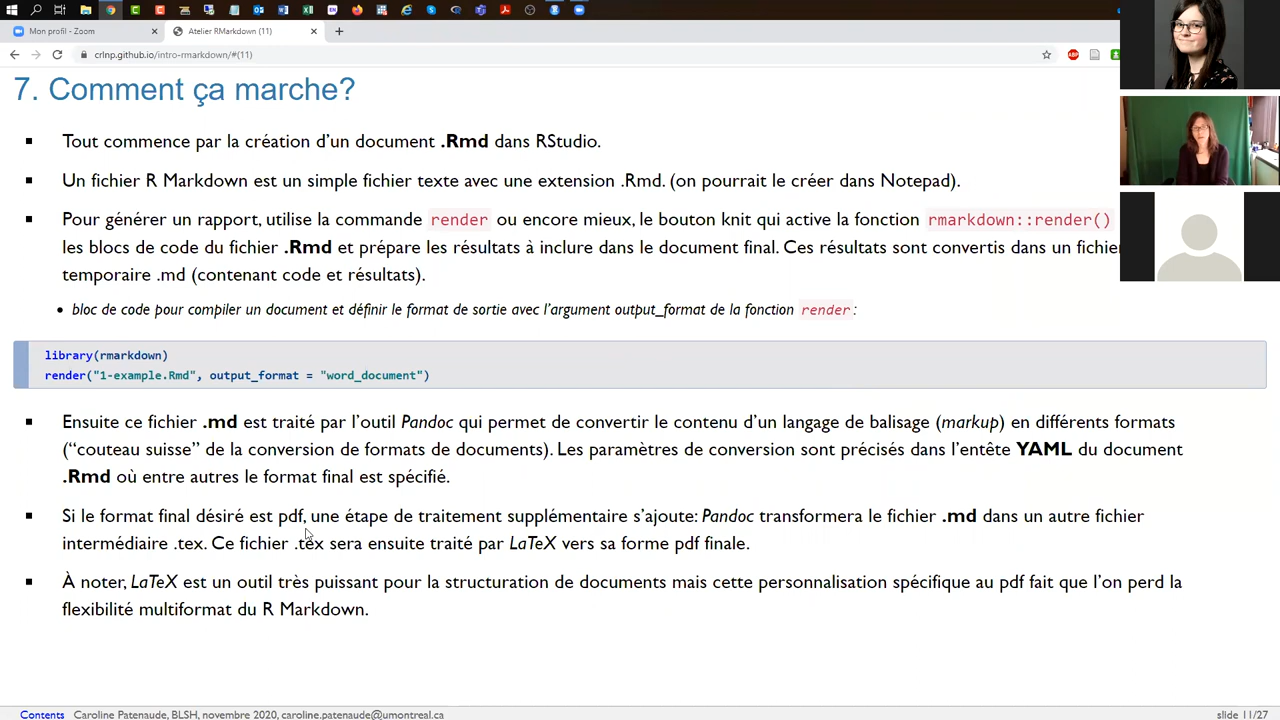 Mon profil - Zoom
Atelier RMarkdown (11)
crlnp.github.io/intro-rmarkdown/#(11)
7. Comment ça marche?
Tout commence par la création d'un document .Rmd dans RStudio.
Un fichier R Markdown est un simple fichier texte avec une extension .Rmd. (on pourrait le créer dans Notepad).
Pour générer un rapport, utilise la commande render ou encore mieux, le bouton knit qui active la fonction rmarkdown::render()
les blocs de code du fichier .Rmd et prépare les résultats à inclure dans le document final. Ces résultats sont convertis dans un fichier
temporaire .md (contenant code et résultats).
bloc de code pour compiler un document et définir le format de sortie avec l'argument output_format de la fonction render:
library(rmarkdown)
render("1-example.Rmd", output_format = "word_document")
Ensuite ce fichier .md est traité par l'outil Pandoc qui permet de convertir le contenu d'un langage de balisage (markup) en différents formats
("couteau suisse" de la conversion de formats de documents). Les paramètres de conversion sont précisés dans l'entête YAML du document
.Rmd où entre autres le format final est spécifié.
Si le format final désiré est pdf, une étape de traitement supplémentaire s'ajoute: Pandoc transformera le fichier .md dans un autre fichier
intermédiaire .tex. Ce fichier .tex sera ensuite traité par LaTeX vers sa forme pdf finale.
À noter, LaTeX est un outil très puissant pour la structuration de documents mais cette personnalisation spécifique au pdf fait que l'on perd la
flexibilité multiformat du R Markdown.
Contents Caroline Patenaude, BLSH, novembre 2020, caroline.patenaude@umontreal.ca slide 11/27